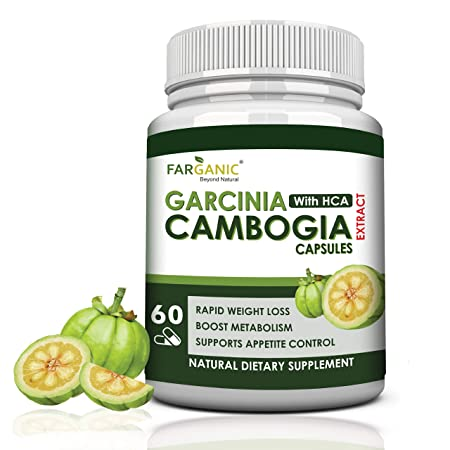 FARGANIC®
Beyond Natural
GARCINIA With HCA
CAMBOGIA EXTRACT
CAPSULES
60
RAPID WEIGHT LOSS
BOOST METABOLISM
SUPPORTS APPETITE CONTROL
NATURAL DIETARY SUPPLEMENT